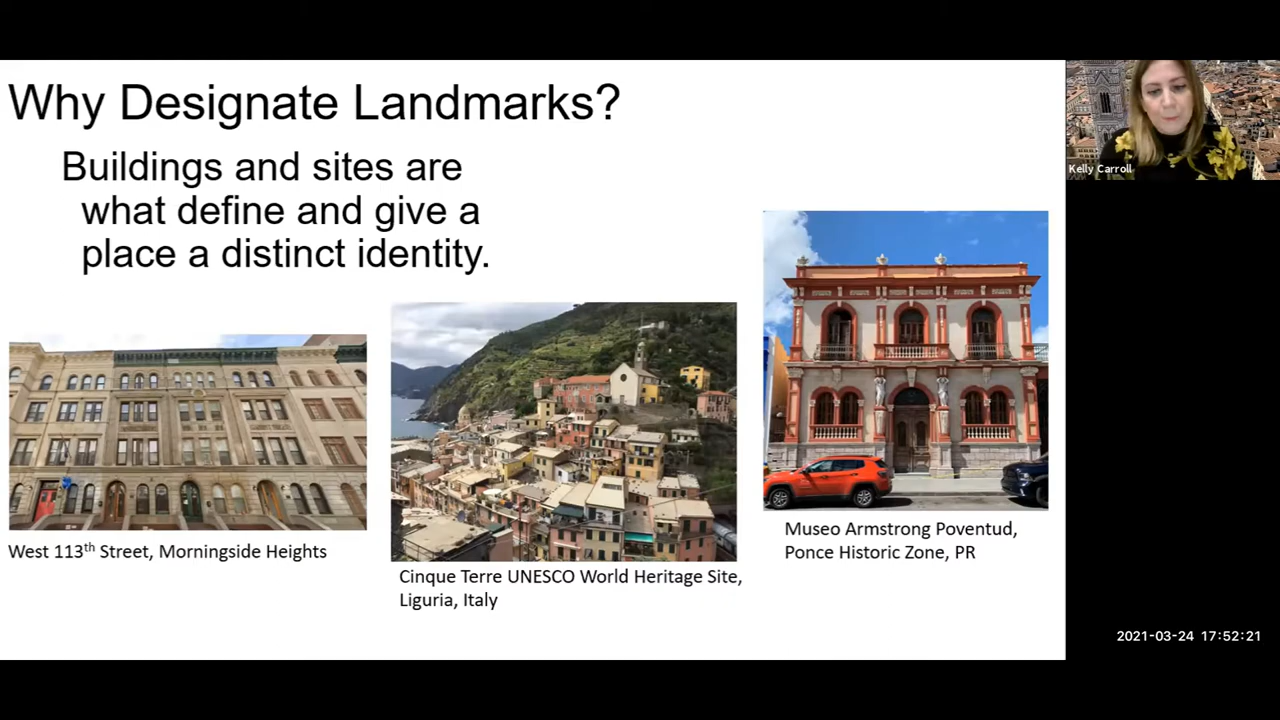 Why Designate Landmarks?
Buildings and sites are
what define and give a
place a distinct identity.
West 113th Street, Morningside Heights
Cinque Terre UNESCO World Heritage Site,
Liguria, Italy
Museo Armstrong Poventud,
Ponce Historic Zone, PR
Kelly Carroll
2021-03-24 17:52:21